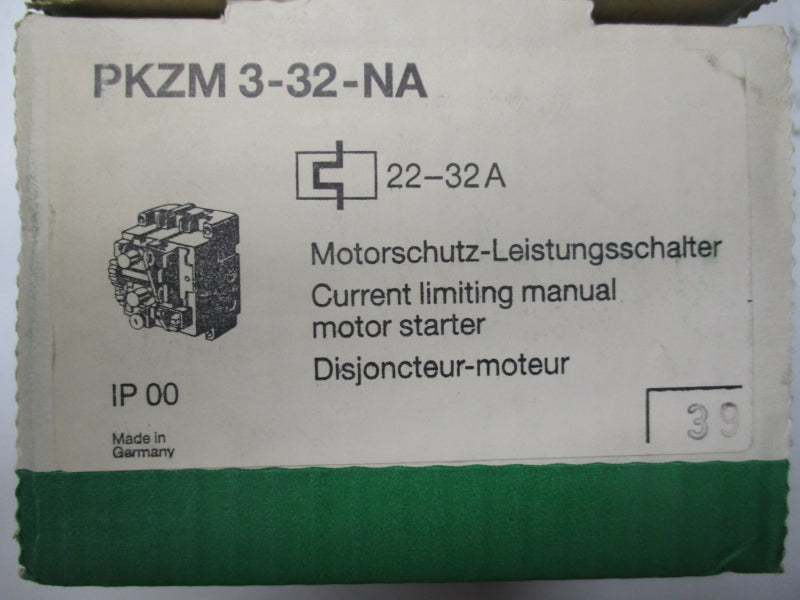 PKZM 3-32-NA
22-32A
Motorschutz-Leistungsschalter
Current limiting manual
motor starter
Disjoncteur-moteur
IP 00
Made in
Germany
39